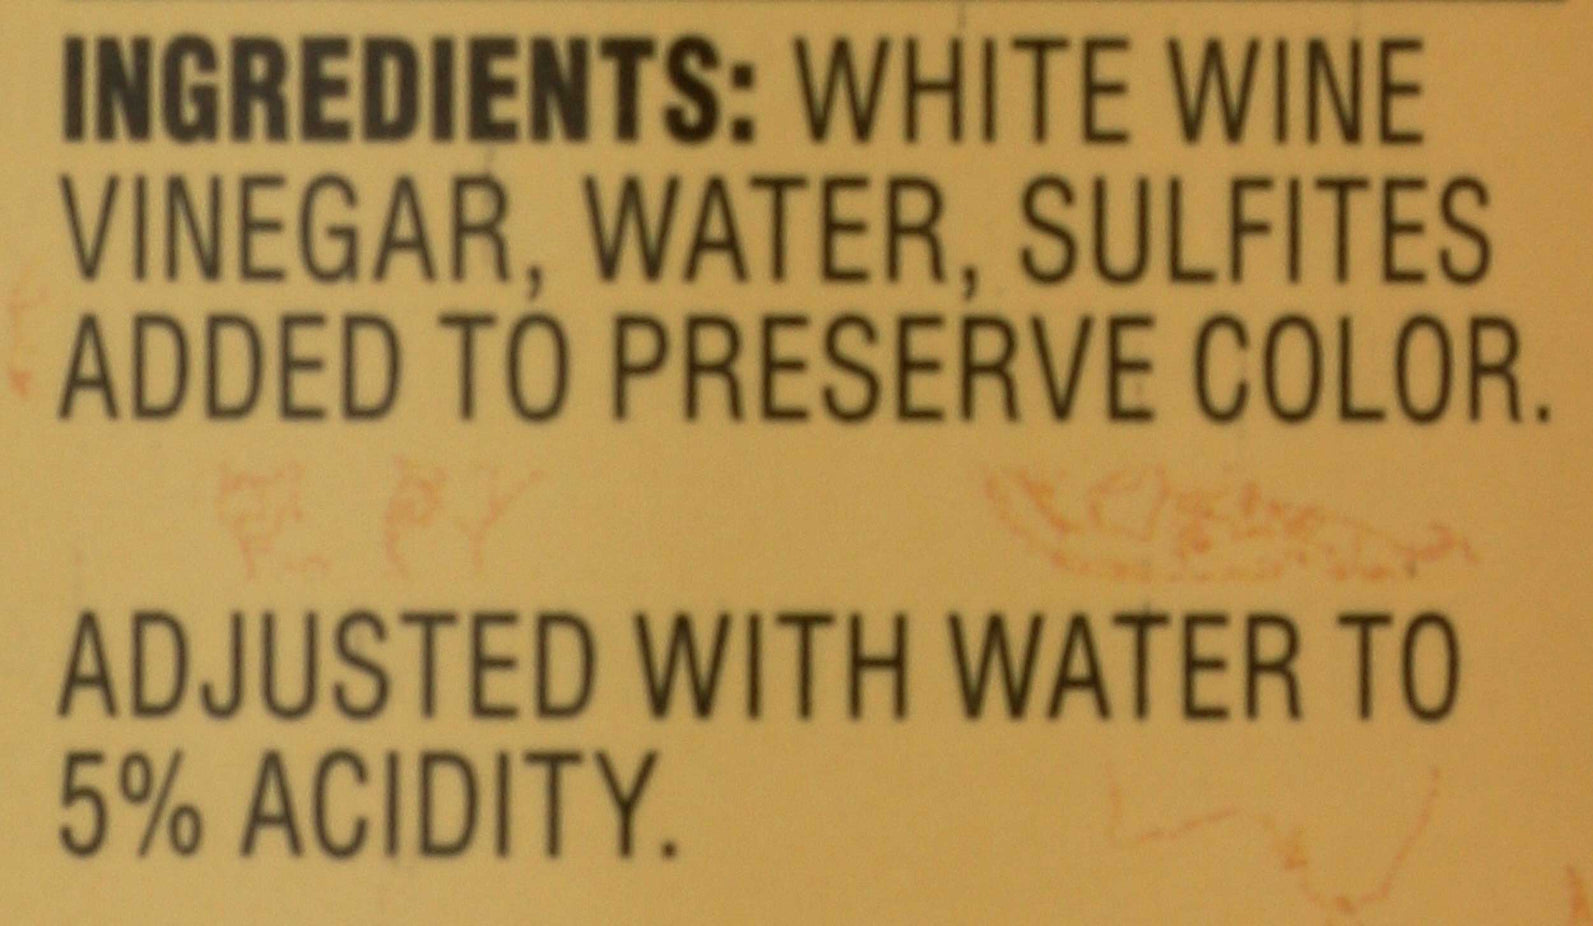 INGREDIENTS: WHITE WINE
VINEGAR, WATER, SULFITES
ADDED TO PRESERVE COLOR.
ADJUSTED WITH WATER TO
5% ACIDITY.